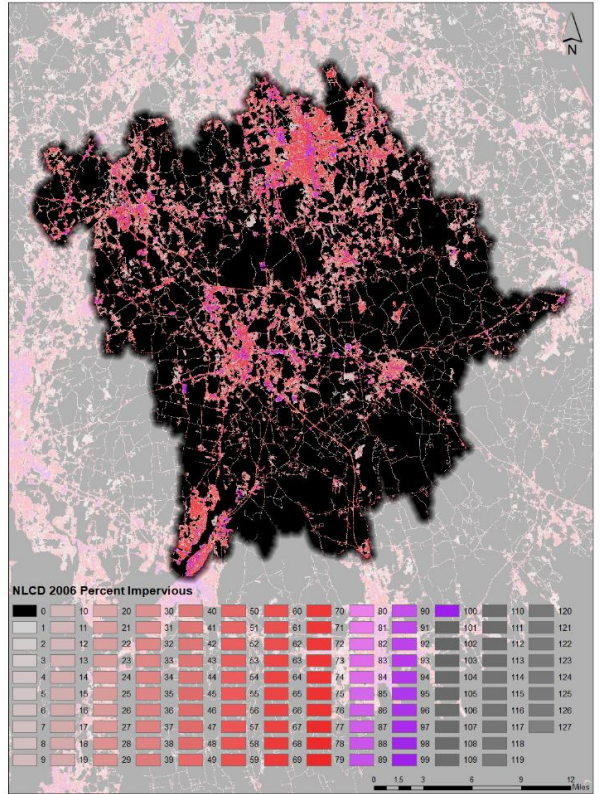 N
NLCD 2006 Percent Impervious
0 10 20 30 40 50 60 70 80 90 100 110 120
1 11 21 31 41 51 61 71 81 91 101 111 121
2 12 22 32 42 52 62 72 82 92 102 112 122
3 13 23 33 43 53 63 73 83 93 103 113 123
4 14 24 34 44 54 64 74 84 94 104 114 124
5 15 25 35 45 55 65 75 85 95 105 115 125
6 16 26 36 46 56 66 76 86 96 106 116 126
7 17 27 37 47 57 67 77 87 97 107 117 127
8 18 28 38 48 58 68 78 88 98 108 118
9 19 29 39 49 59 69 79 89 99 109 119
0 1.5 3 6 9 12
Miles